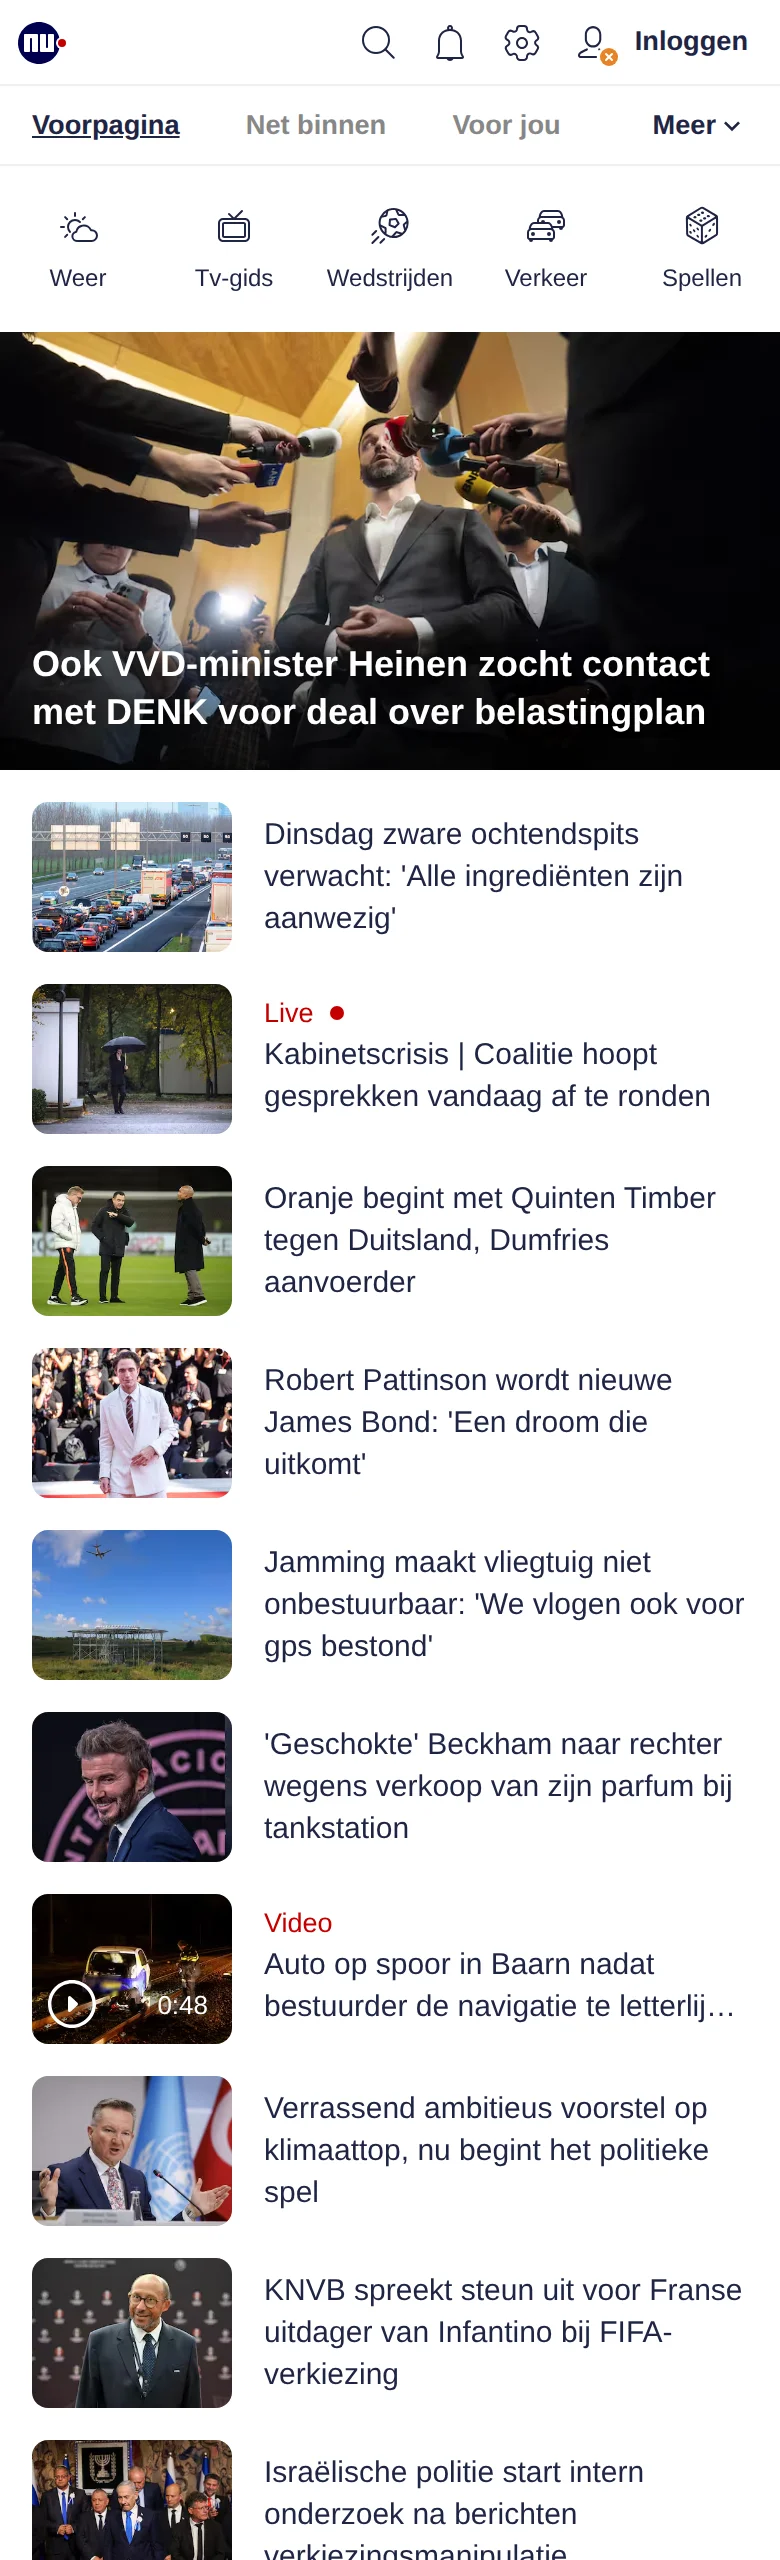 nu
Inloggen
Voorpagina
Net binnen
Voor jou
Meer
Weer
Tv-gids
Wedstrijden
Verkeer
Spellen
BNR
Ook VVD-minister Heinen zocht contact
met DENK voor deal over belastingplan
Dinsdag zware ochtendspits
verwacht: 'Alle ingrediënten zijn
aanwezig'
Live
Kabinetscrisis | Coalitie hoopt
gesprekken vandaag af te ronden
Oranje begint met Quinten Timber
tegen Duitsland, Dumfries
aanvoerder
Robert Pattinson wordt nieuwe
James Bond: 'Een droom die
uitkomt'
Jamming maakt vliegtuig niet
onbestuurbaar: 'We vlogen ook voor
gps bestond'
'Geschokte' Beckham naar rechter
wegens verkoop van zijn parfum bij
tankstation
Video
10:48
Auto op spoor in Baarn nadat
bestuurder de navigatie te letterlij…
Verrassend ambitieus voorstel op
klimaattop, nu begint het politieke
spel
KNVB spreekt steun uit voor Franse
uitdager van Infantino bij FIFA-
verkiezing
Israëlische politie start intern
onderzoek na berichten
verkiezingsmanipulatie